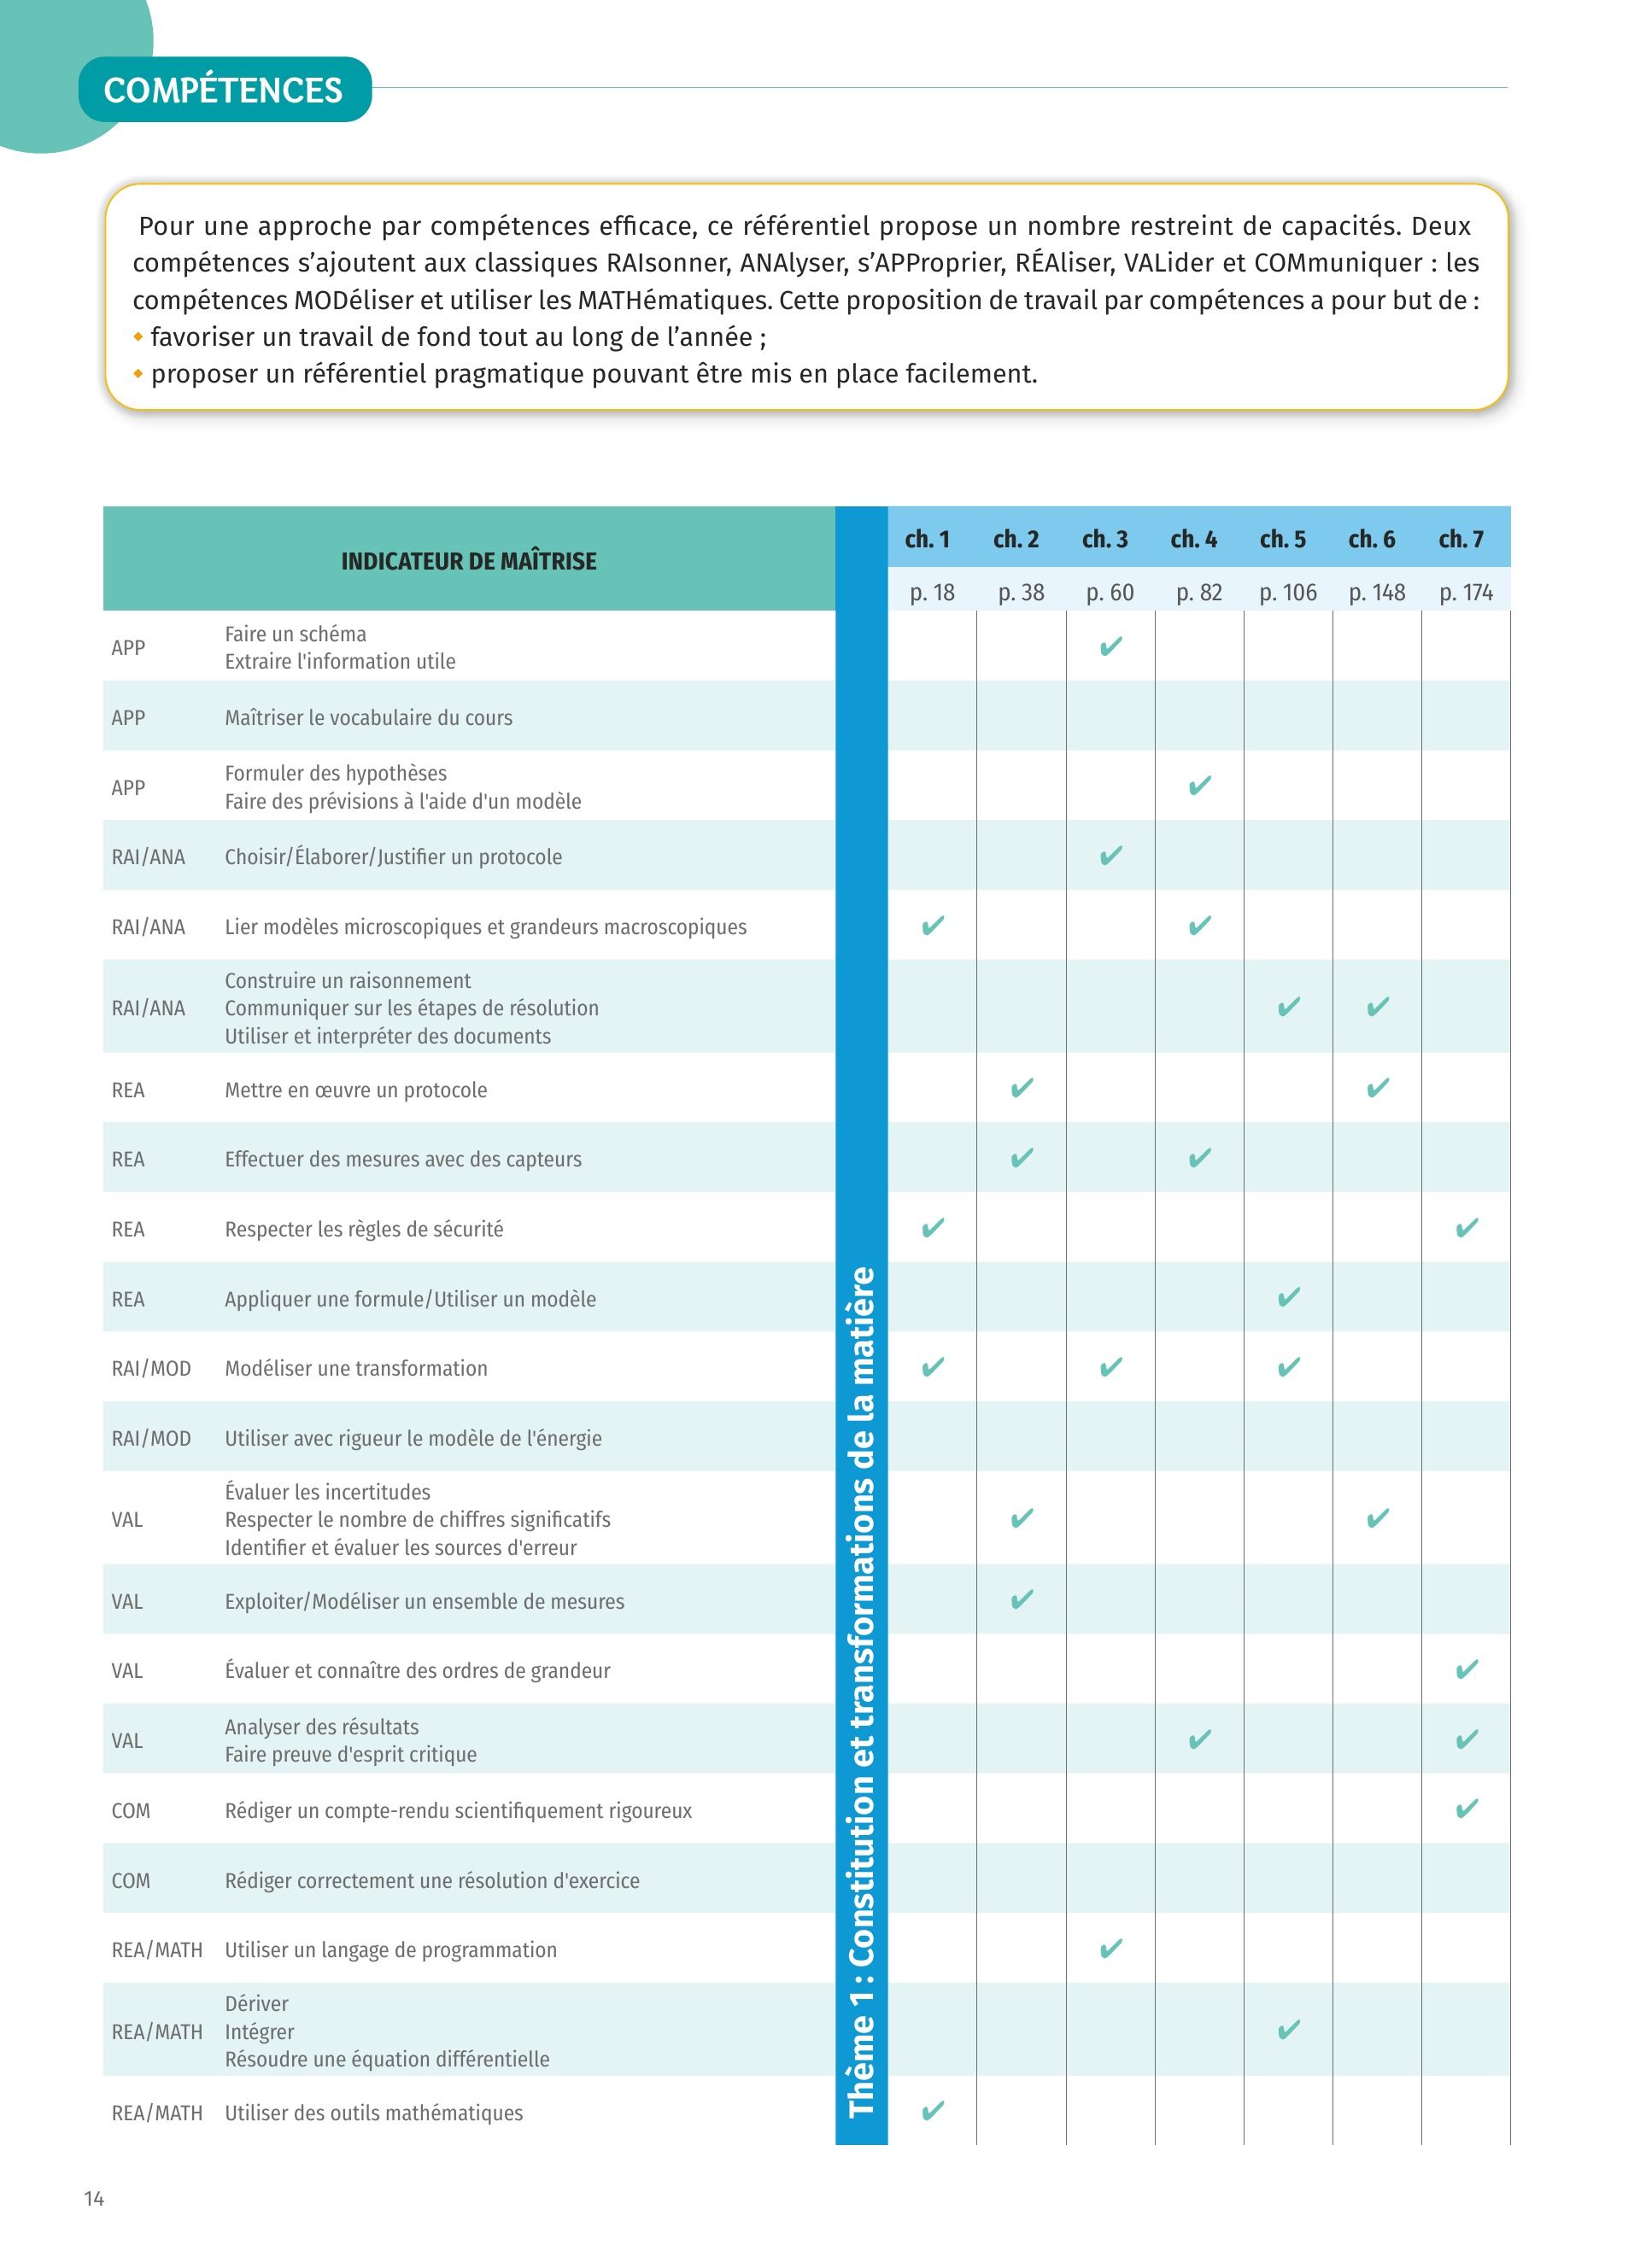 COMPÉTENCES
Pour une approche par compétences efficace, ce référentiel propose un nombre restreint de capacités. Deux
compétences s’ajoutent aux classiques RAIsonner, ANAlyser, s’APProprier, RÉAliser, VALider et COMmuniquer : les
compétences MODéliser et utiliser les MATHématiques. Cette proposition de travail par compétences a pour but de :
◆ favoriser un travail de fond tout au long de l’année ;
◆ proposer un référentiel pragmatique pouvant être mis en place facilement.
INDICATEUR DE MAÎTRISE
ch. 1 ch. 2 ch. 3 ch. 4 ch. 5 ch. 6 ch. 7
p. 18 p. 38 p. 60 p. 82 p. 106 p. 148 p. 174
Thème 1 : Constitution et transformations de la matière
Faire un schéma
APP ✔
Extraire l'information utile
APP Maîtriser le vocabulaire du cours
Formuler des hypothèses
APP ✔
Faire des prévisions à l'aide d'un modèle
RAI/ANA Choisir/Élaborer/Justifier un protocole ✔
RAI/ANA Lier modèles microscopiques et grandeurs macroscopiques ✔ ✔
Construire un raisonnement
RAI/ANA Communiquer sur les étapes de résolution ✔ ✔
Utiliser et interpréter des documents
REA Mettre en œuvre un protocole ✔ ✔
REA Effectuer des mesures avec des capteurs ✔ ✔
REA Respecter les règles de sécurité ✔ ✔
REA Appliquer une formule/Utiliser un modèle ✔
RAI/MOD Modéliser une transformation ✔ ✔ ✔
RAI/MOD Utiliser avec rigueur le modèle de l'énergie
Évaluer les incertitudes
VAL Respecter le nombre de chiffres significatifs ✔ ✔
Identifier et évaluer les sources d'erreur
VAL Exploiter/Modéliser un ensemble de mesures ✔
VAL Évaluer et connaître des ordres de grandeur ✔
Analyser des résultats
VAL ✔ ✔
Faire preuve d'esprit critique
COM Rédiger un compte-rendu scientifiquement rigoureux ✔
COM Rédiger correctement une résolution d'exercice
REA/MATH Utiliser un langage de programmation ✔
Dériver
REA/MATH Intégrer ✔
Résoudre une équation différentielle
REA/MATH Utiliser des outils mathématiques ✔
14